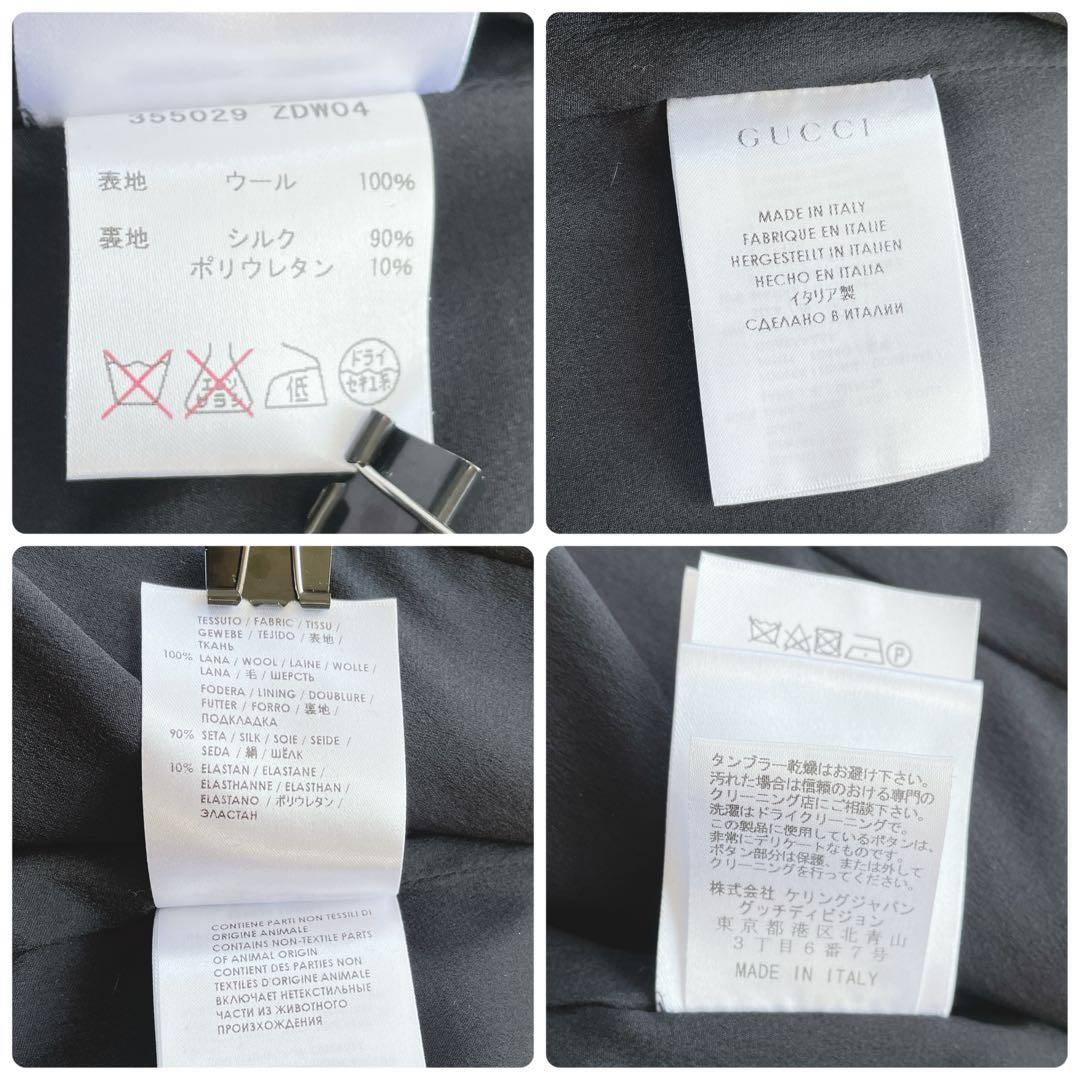 355029 ZDW04
表地 ウール 100%
裏地 シルク 90%
ポリウレタン 10%
エンソ
サラシ
低
ドライ
セキユ系
GUCCI
MADE IN ITALY
FABRIQUE EN ITALIE
HERGESTELLT IN ITALIEN
HECHO EN ITALIA
イタリア製
СДЕЛАНО В ИТАЛИИ
TESSUTO / FABRIC / TISSU /
GEWEBE / TEJIDO / 表地 /
ТКАНЬ
100% LANA / WOOL / LAINE / WOLLE /
LANA / 毛 / ШЕРСТЬ
FODERA / LINING / DOUBLURE /
FUTTER / FORRO / 裏地 /
ПОДКЛАДКА
90% SETA / SILK / SOIE / SEIDE /
SEDA / 絹 / ШЁЛК
10% ELASTAN / ELASTANE /
ELASTHANNE / ELASTHAN /
ELASTANO / ポリウレタン /
ЭЛАСТАН
CONTIENE PARTI NON TESSILI DI
ORIGINE ANIMALE
CONTAINS NON-TEXTILE PARTS
OF ANIMAL ORIGIN
CONTIENT DES PARTIES NON
TEXTILES D'ORIGINE ANIMALE
ВКЛЮЧАЕТ НЕТЕКСТИЛЬНЫЕ
ЧАСТИ ИЗ ЖИВОТНОГО
ПРОИСХОЖДЕНИЯ
P
タンブラー乾燥はお避け下さい。
汚れた場合は信頼のおける専門の
クリーニング店にご相談下さい。
洗濯はドライクリーニングで。
この製品に使用しているボタンは、
非常にデリケートなものです。
ボタン部分は保護、または外して
クリーニングを行ってください。
株式会社 ケリングジャパン
グッチディビジョン
東京都港区北青山
3丁目6番7号
MADE IN ITALY